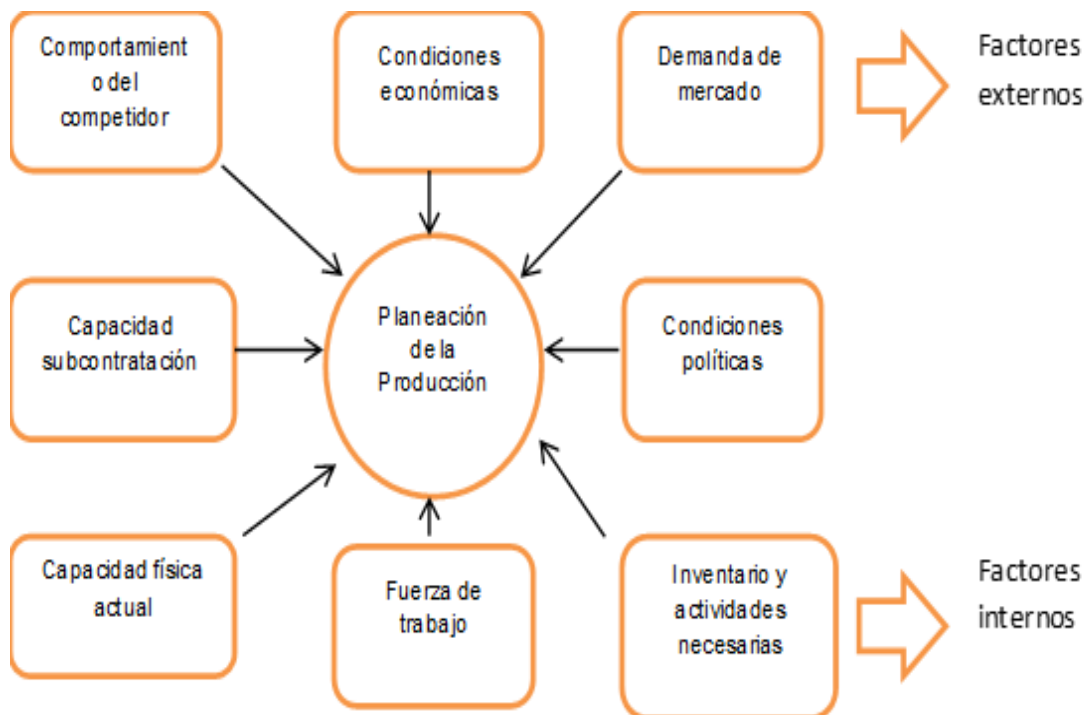 Comportamient
o del
competidor
Condiciones
económicas
Demanda de
mercado
Factores
externos
Capacidad
subcontratación
Planeación
de la
Producción
Condiciones
políticas
Capacidad física
actual
Fuerza de
trabajo
Inventario y
actividades
necesarias
Factores
internos